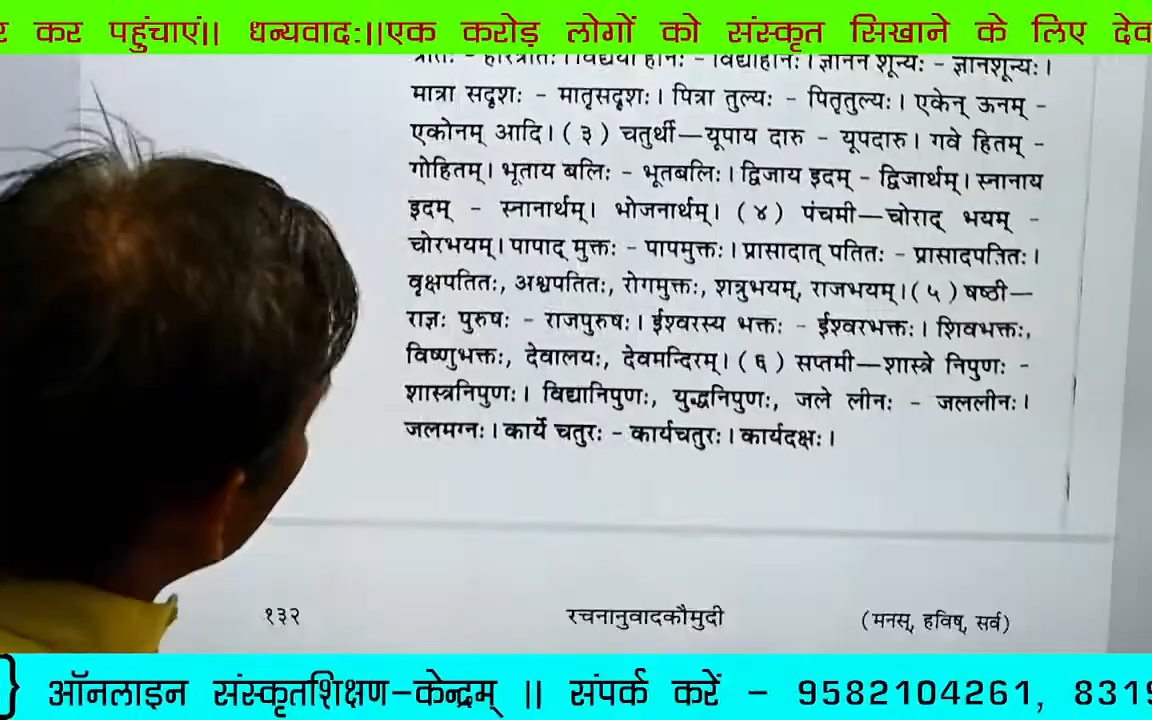 र कर पहुंचाएं|| धन्यवादः||एक करोड़ लोगों को संस्कृत सिखाने के लिए देव
प्रातः - हरित्रातः। विद्यया हीनः - विद्याहीनः। ज्ञानेन शून्यः - ज्ञानशून्यः।
मात्रा सदृशः - मातृसदृशः। पित्रा तुल्यः - पितृतुल्यः। एकेन् ऊनम् -
एकोनम् आदि। (३) चतुर्थी—यूपाय दारु - यूपदारु। गवे हितम् -
गोहितम्। भूताय बलिः - भूतबलिः। द्विजाय इदम् - द्विजार्थम्। स्नानाय
इदम् - स्नानार्थम्। भोजनार्थम्। (४) पंचमी—चोराद् भयम् -
चोरभयम्। पापाद् मुक्तः - पापमुक्तः। प्रासादात् पतितः - प्रासादपतितः।
वृक्षपतितः, अश्वपतितः, रोगमुक्तः, शत्रुभयम्, राजभयम्। (५) षष्ठी—
राज्ञः पुरुषः - राजपुरुषः। ईश्वरस्य भक्तः - ईश्वरभक्तः। शिवभक्तः,
विष्णुभक्तः, देवालयः, देवमन्दिरम्। (६) सप्तमी—शास्त्रे निपुणः -
शास्त्रनिपुणः। विद्यानिपुणः, युद्धनिपुणः, जले लीनः - जललीनः।
जलमग्नः। कार्ये चतुरः - कार्यचतुरः। कार्यदक्षः।
१३२ रचनानुवादकौमुदी (मनस्, हविष्, सर्व)
} ऑनलाइन संस्कृतशिक्षण-केन्द्रम् || संपर्क करें - 9582104261, 8319